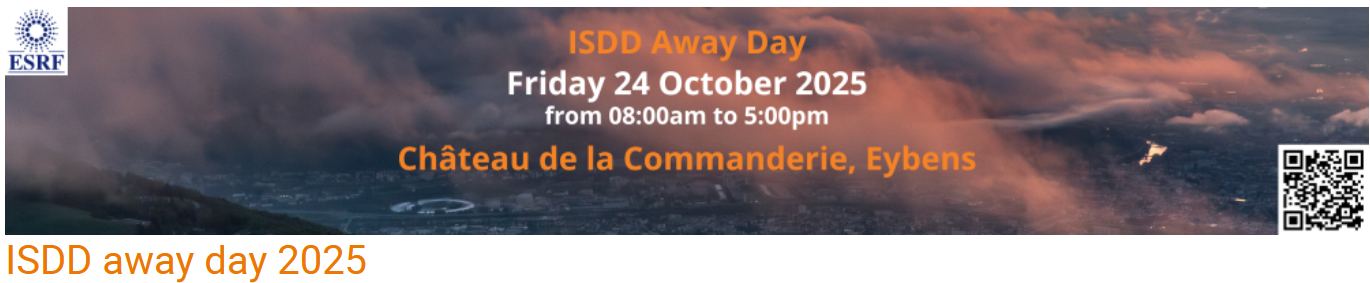 ESRF
ISDD Away Day
Friday 24 October 2025
from 08:00am to 5:00pm
Château de la Commanderie, Eybens
ISDD away day 2025